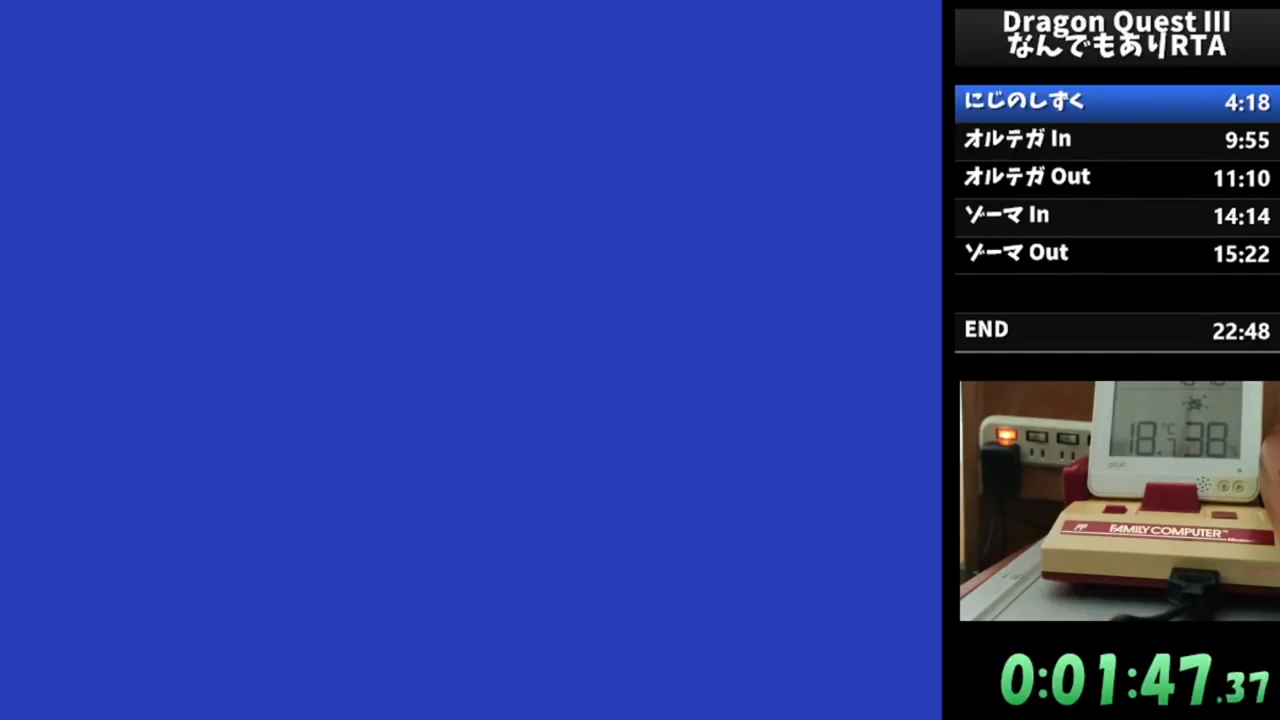 Dragon Quest III
なんでもありRTA
にじのしずく 4:18
オルテガ In 9:55
オルテガ Out 11:10
ゾーマ In 14:14
ゾーマ Out 15:22
END 22:48
18.7℃ 38
FAMILY COMPUTER™
0:01:47.37